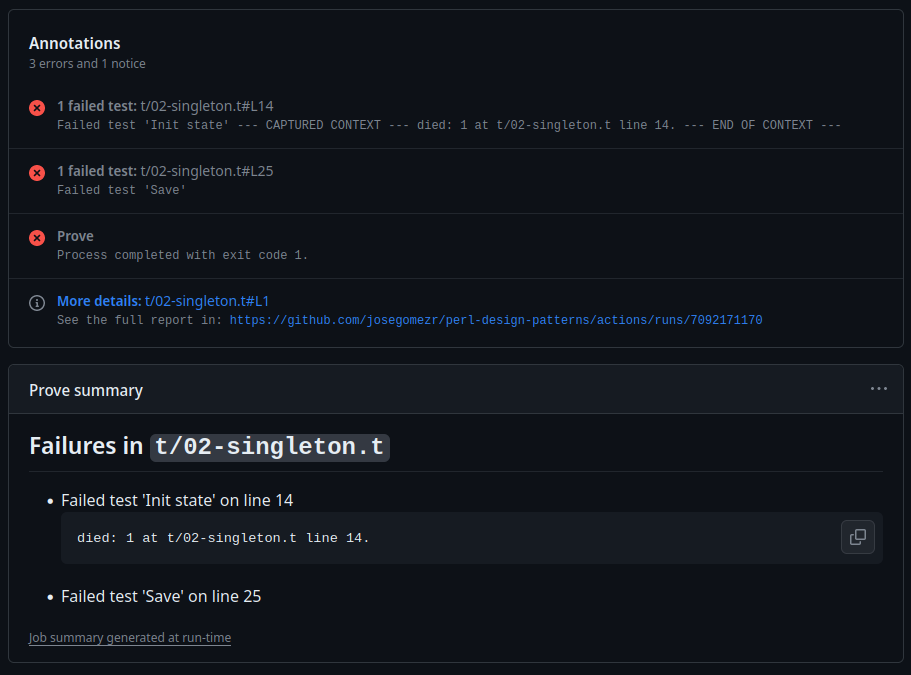 Annotations
3 errors and 1 notice
1 failed test: t/02-singleton.t#L14
Failed test 'Init state' --- CAPTURED CONTEXT --- died: 1 at t/02-singleton.t line 14. --- END OF CONTEXT ---
1 failed test: t/02-singleton.t#L25
Failed test 'Save'
Prove
Process completed with exit code 1.
More details: t/02-singleton.t#L1
See the full report in: https://github.com/josegomezr/perl-design-patterns/actions/runs/7092171170
Prove summary
Failures in t/02-singleton.t
• Failed test 'Init state' on line 14
died: 1 at t/02-singleton.t line 14.
• Failed test 'Save' on line 25
Job summary generated at run-time